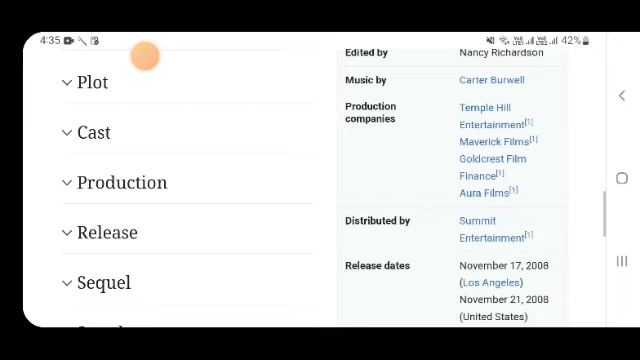 4:35
42%
Plot
Cast
Production
Release
Sequel
Edited by Nancy Richardson
Music by Carter Burwell
Production companies Temple Hill
Entertainment[1]
Maverick Films[1]
Goldcrest Film
Finance[1]
Aura Films[1]
Distributed by Summit
Entertainment[1]
Release dates November 17, 2008
(Los Angeles)
November 21, 2008
(United States)